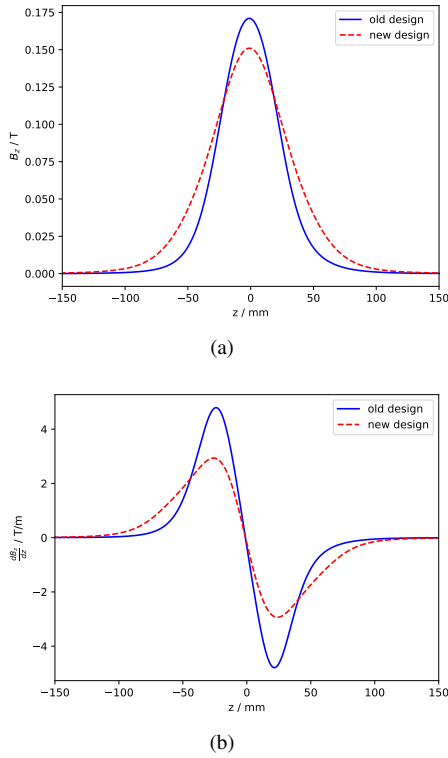 old design
new design
0.175
0.150
0.125
0.100
0.075
0.050
0.025
0.000
B_z / T
−150 −100 −50 0 50 100 150
z / mm
(a)
old design
new design
4
2
0
−2
−4
dB_z/dz / T/m
−150 −100 −50 0 50 100 150
z / mm
(b)